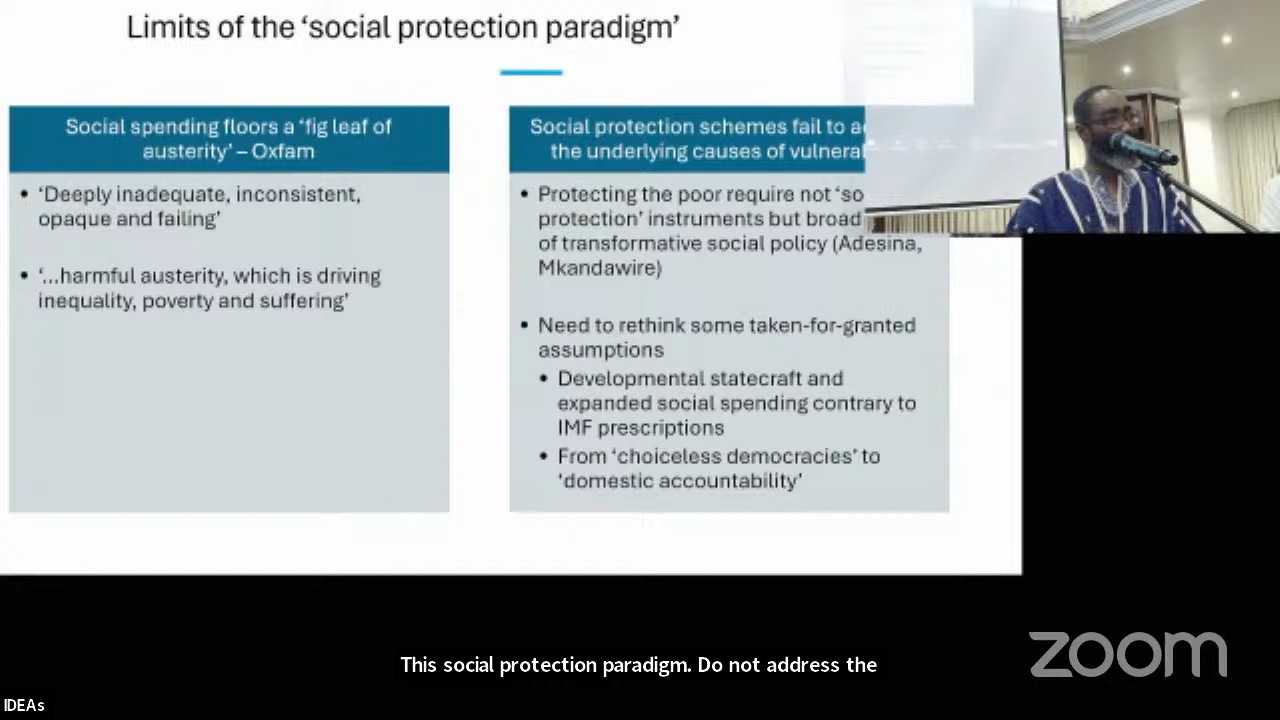 Limits of the ‘social protection paradigm’
Social spending floors a ‘fig leaf of
austerity’ – Oxfam
• ‘Deeply inadequate, inconsistent,
opaque and failing’
• ‘...harmful austerity, which is driving
inequality, poverty and suffering’
Social protection schemes fail to
the underlying causes of
• Protecting the poor require not
protection’ instruments but broad
of transformative social policy (Adesina,
Mkandawire)
• Need to rethink some taken-for-granted
assumptions
• Developmental statecraft and
expanded social spending contrary to
IMF prescriptions
• From ‘choiceless democracies’ to
‘domestic accountability’
This social protection paradigm. Do not address the
zoom
IDEAs